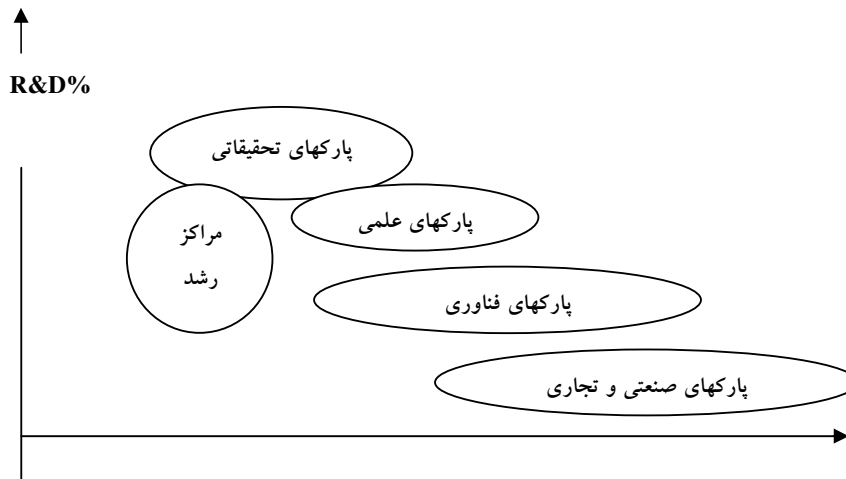 R&D%
پارکهای تحقیقاتی
پارکهای علمی
مراکز
رشد
پارکهای فناوری
پارکهای صنعتی و تجاری